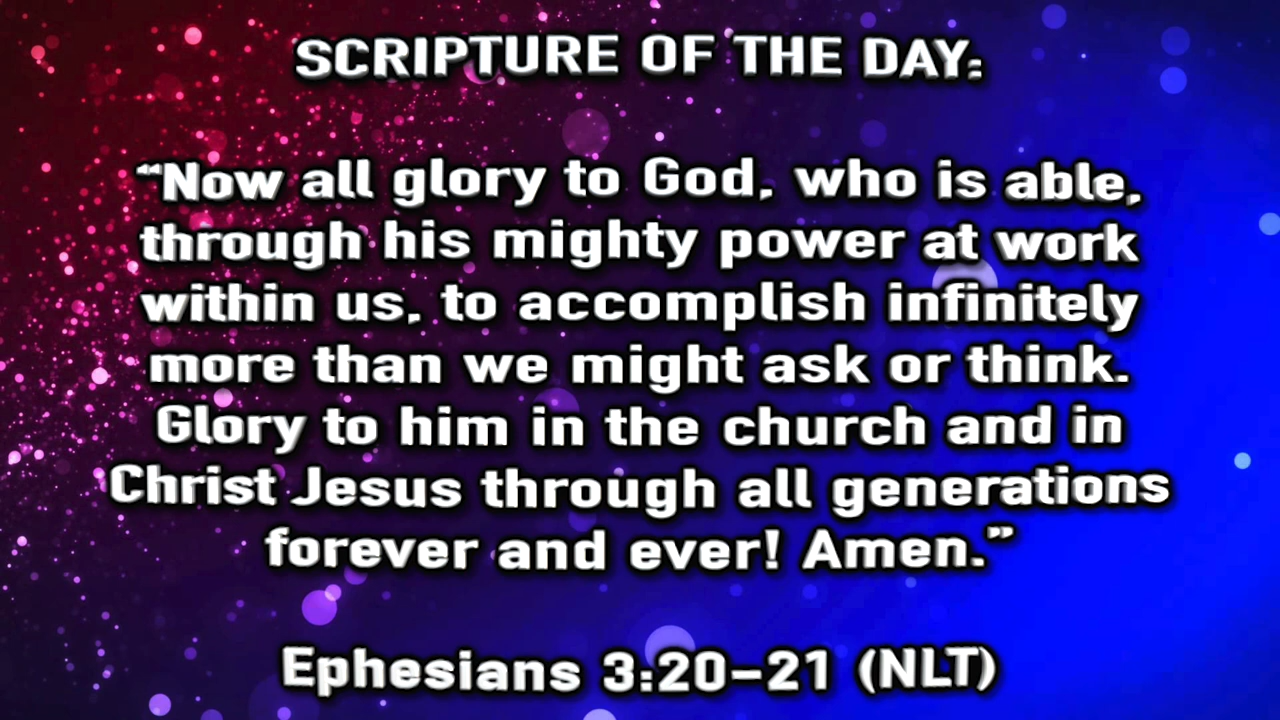 SCRIPTURE OF THE DAY:
“Now all glory to God, who is able,
through his mighty power at work
within us, to accomplish infinitely
more than we might ask or think.
Glory to him in the church and in
Christ Jesus through all generations
forever and ever! Amen.”
Ephesians 3:20–21 (NLT)